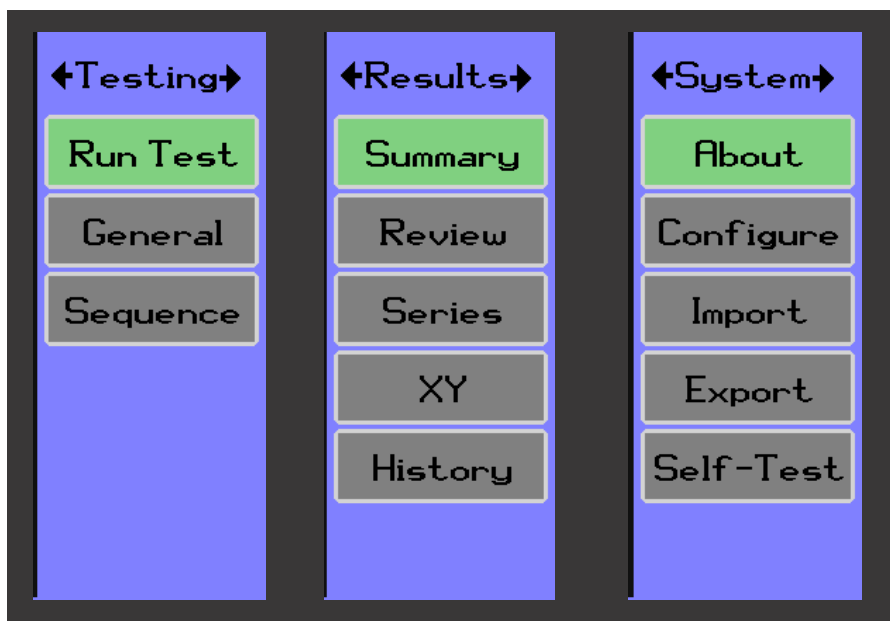 ←Testing→
Run Test
General
Sequence
←Results→
Summary
Review
Series
XY
History
←System→
About
Configure
Import
Export
Self-Test